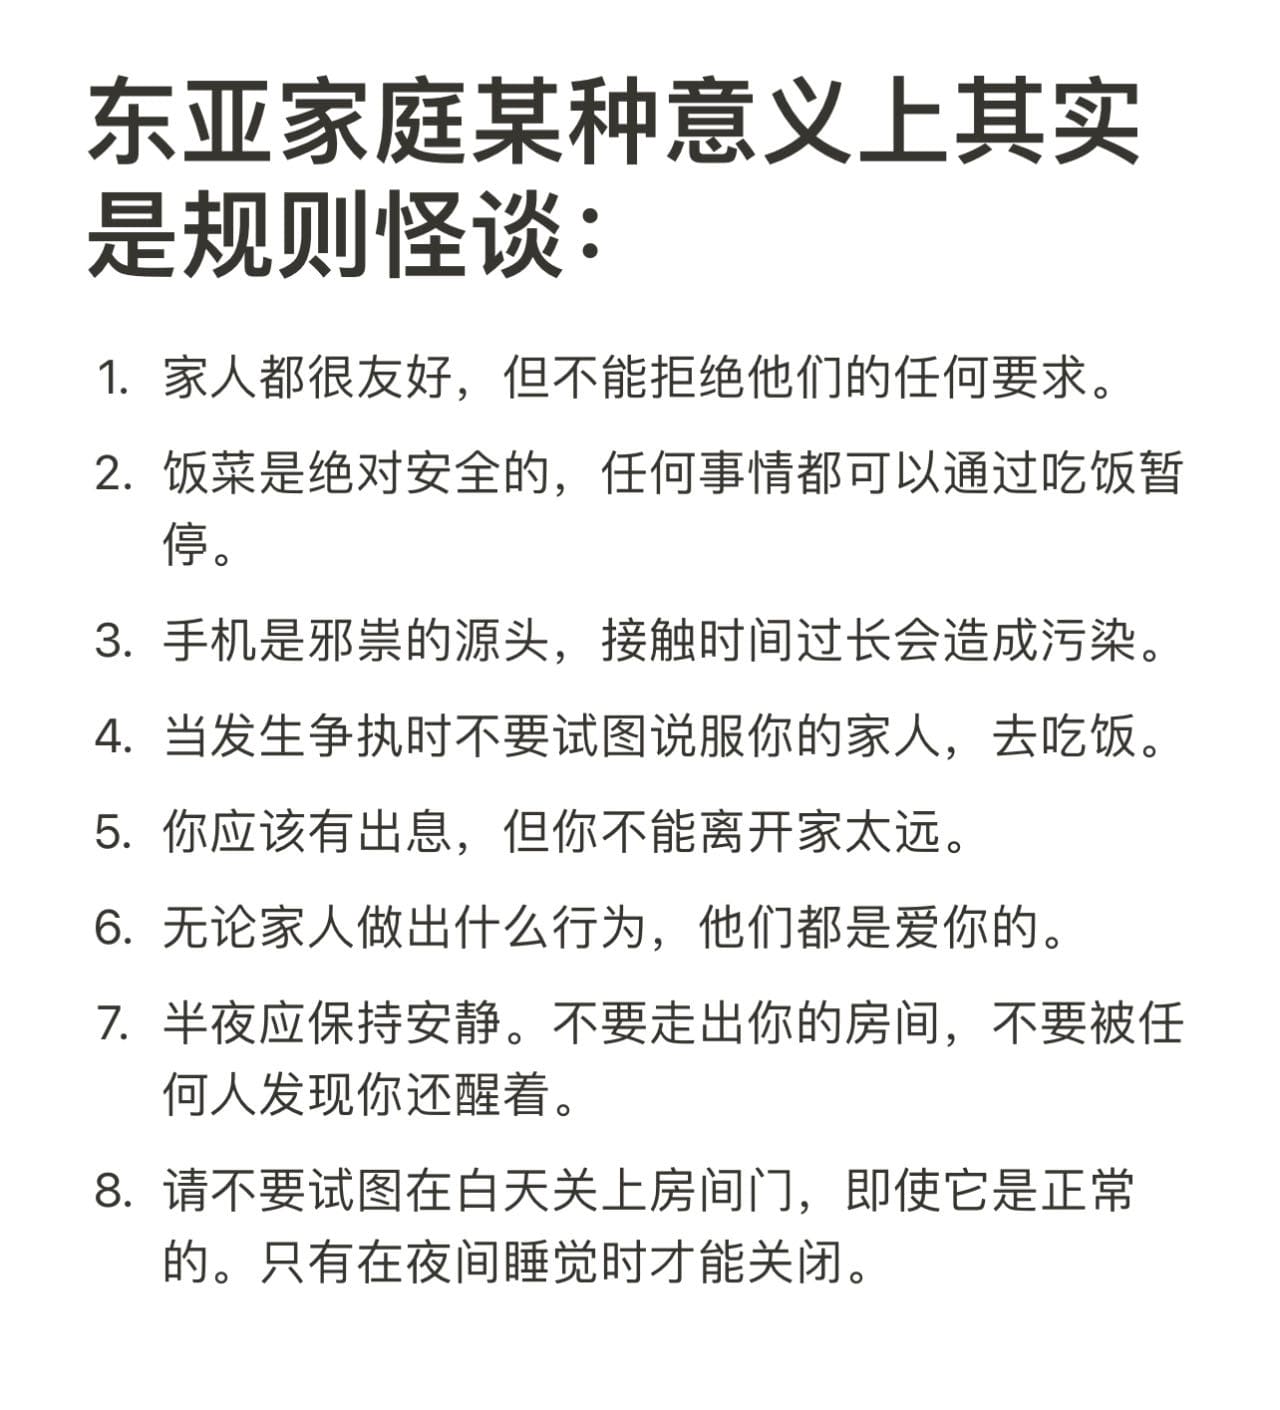 东亚家庭某种意义上其实
是规则怪谈：
1. 家人都很友好，但不能拒绝他们的任何要求。
2. 饭菜是绝对安全的，任何事情都可以通过吃饭暂
停。
3. 手机是邪祟的源头，接触时间过长会造成污染。
4. 当发生争执时不要试图说服你的家人，去吃饭。
5. 你应该有出息，但你不能离开家太远。
6. 无论家人做出什么行为，他们都是爱你的。
7. 半夜应保持安静。不要走出你的房间，不要被任
何人发现你还醒着。
8. 请不要试图在白天关上房间门，即使它是正常
的。只有在夜间睡觉时才能关闭。